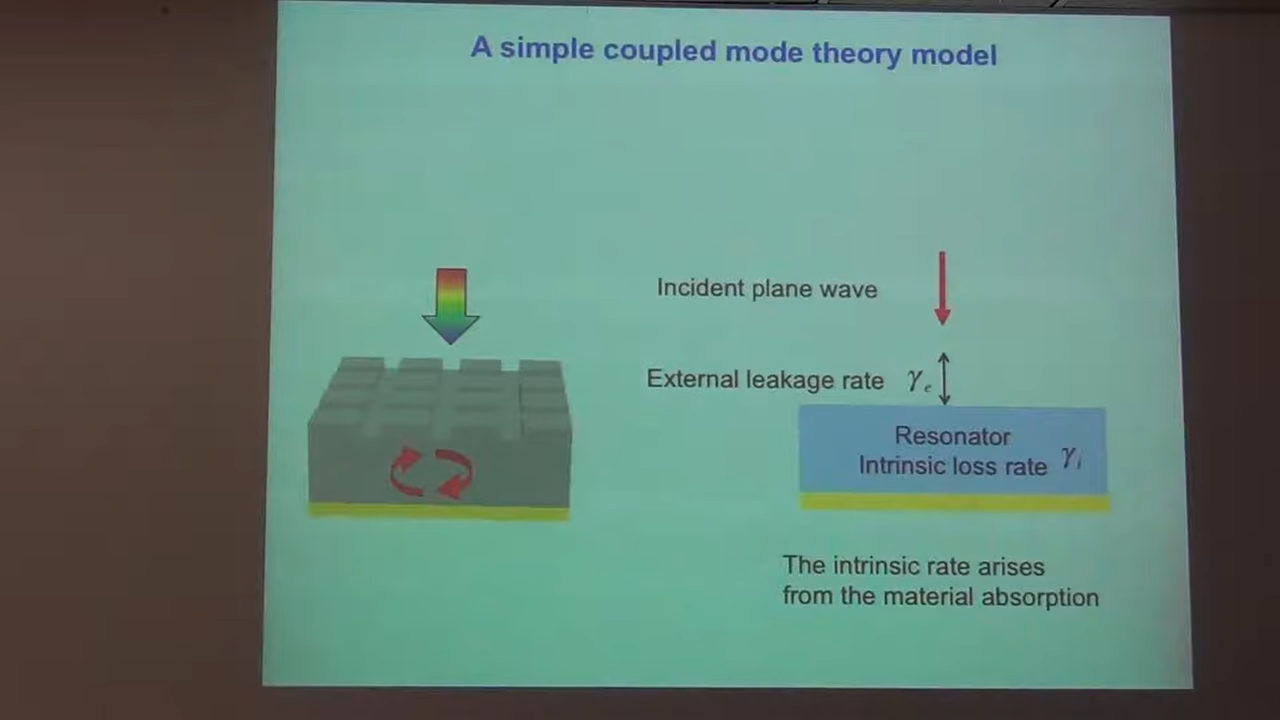 A simple coupled mode theory model
Incident plane wave
External leakage rate γe
Resonator
Intrinsic loss rate γi
The intrinsic rate arises
from the material absorption